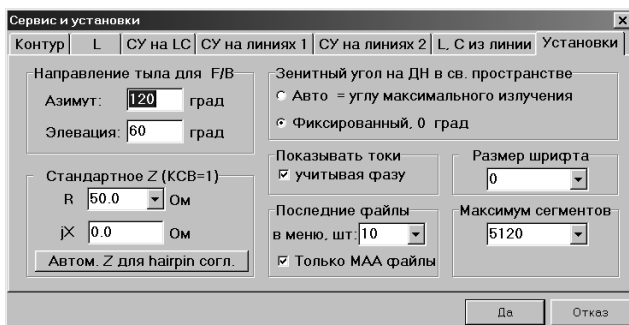 Сервис и установки
Контур L СУ на LC СУ на линиях 1 СУ на линиях 2 L, C из линии Установки
Направление тыла для F/B
Азимут: 120 град
Элевация: 60 град
Стандартное Z (КСВ=1)
R 50.0 Ом
jX 0.0 Ом
Автом. Z для hairpin согл.
Зенитный угол на ДН в св. пространстве
Авто = углу максимального излучения
Фиксированный, 0 град
Показывать токи
учитывая фазу
Размер шрифта
0
Последние файлы
в меню, шт: 10
Только МАА файлы
Максимум сегментов
5120
Да Отказ